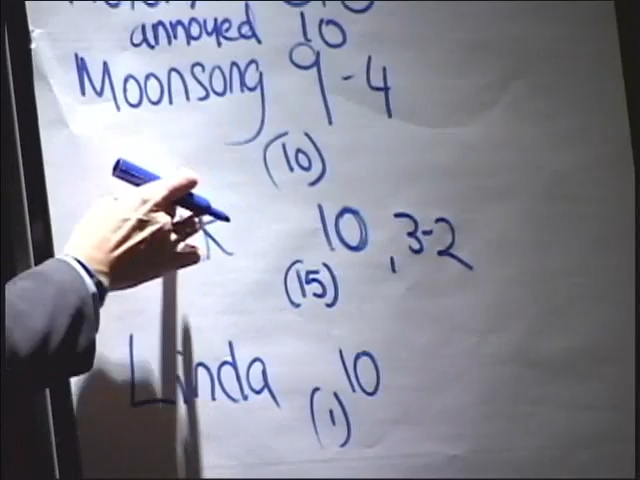 annoyed 10
Moonsong 9-4
(10)
K 10, 3-2
(15)
Linda 10
(1)